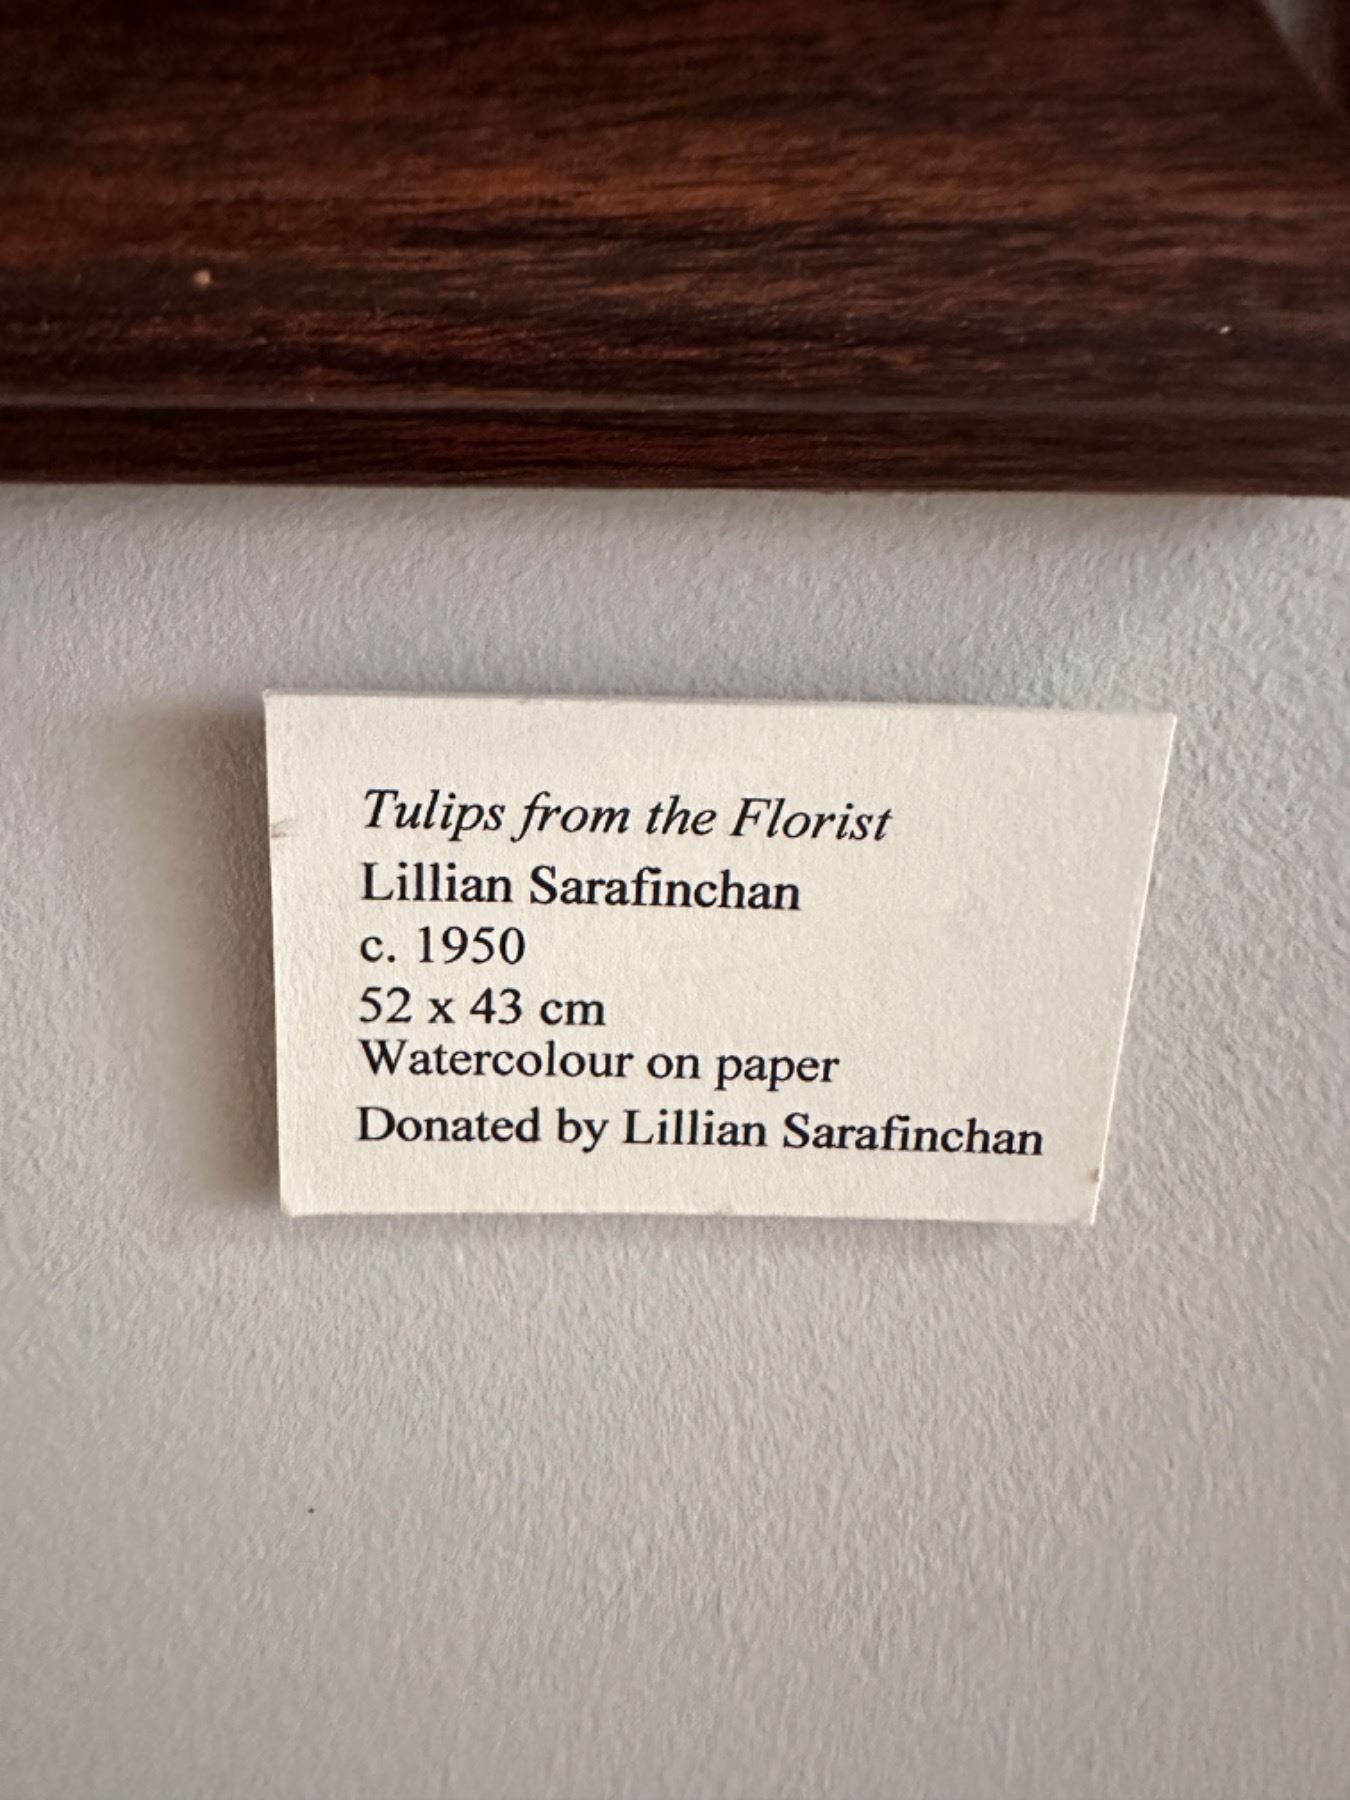 Tulips from the Florist
Lillian Sarafinchan
c. 1950
52 x 43 cm
Watercolour on paper
Donated by Lillian Sarafinchan